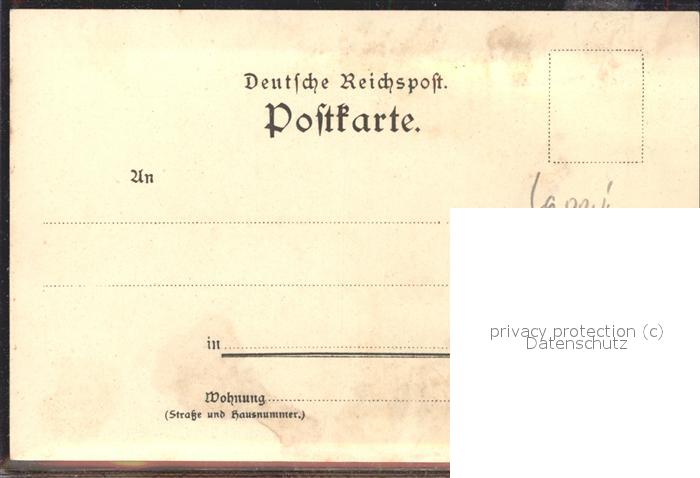 Deutsche Reichspost.
Postkarte.
An
in
Wohnung
(Straße und Hausnummer.)
privacy protection (c)
Datenschutz